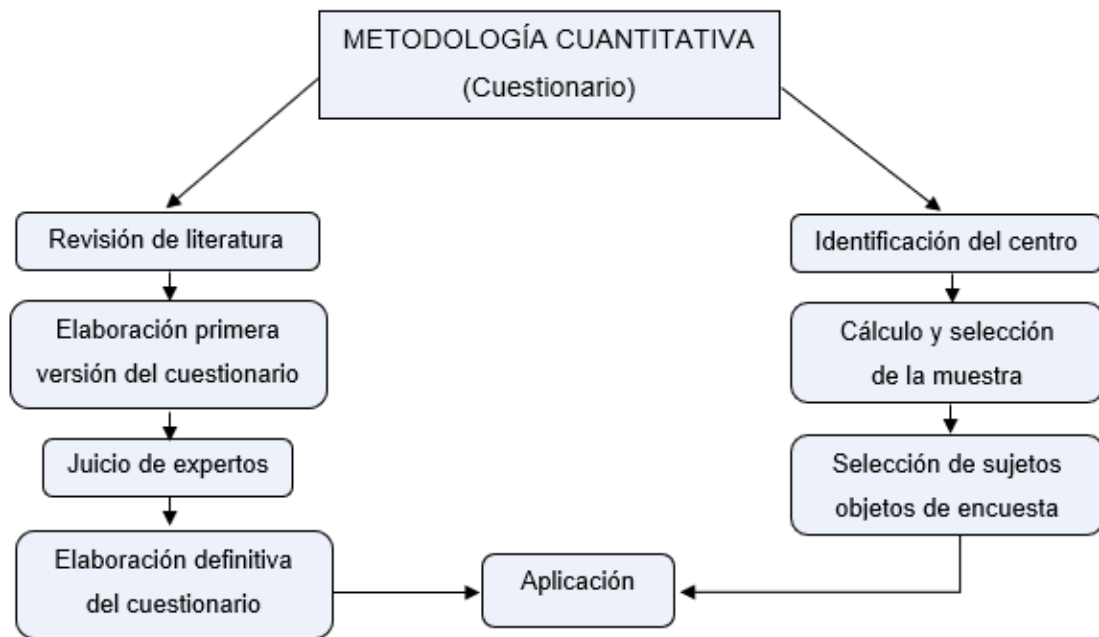 METODOLOGÍA CUANTITATIVA
(Cuestionario)
Revisión de literatura
Elaboración primera
versión del cuestionario
Juicio de expertos
Elaboración definitiva
del cuestionario
Identificación del centro
Cálculo y selección
de la muestra
Selección de sujetos
objetos de encuesta
Aplicación